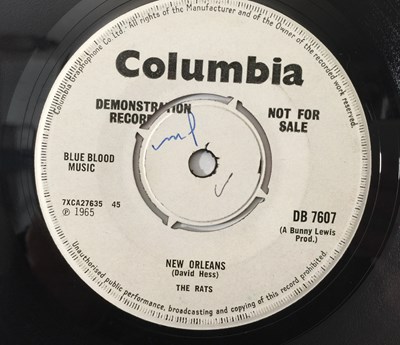 (Columbia Graphophone Co. Ltd. All rights of the Manufacturer and of the Owner of the recorded work reserved.
Columbia
DEMONSTRATION NOT FOR
RECORD SALE
BLUE BLOOD
MUSIC
7XCA27635 45
℗ 1965
DB 7607
(A Bunny Lewis
Prod.)
NEW ORLEANS
(David Hess)
THE RATS
Unauthorised public performance, broadcasting and copying of this record prohibited